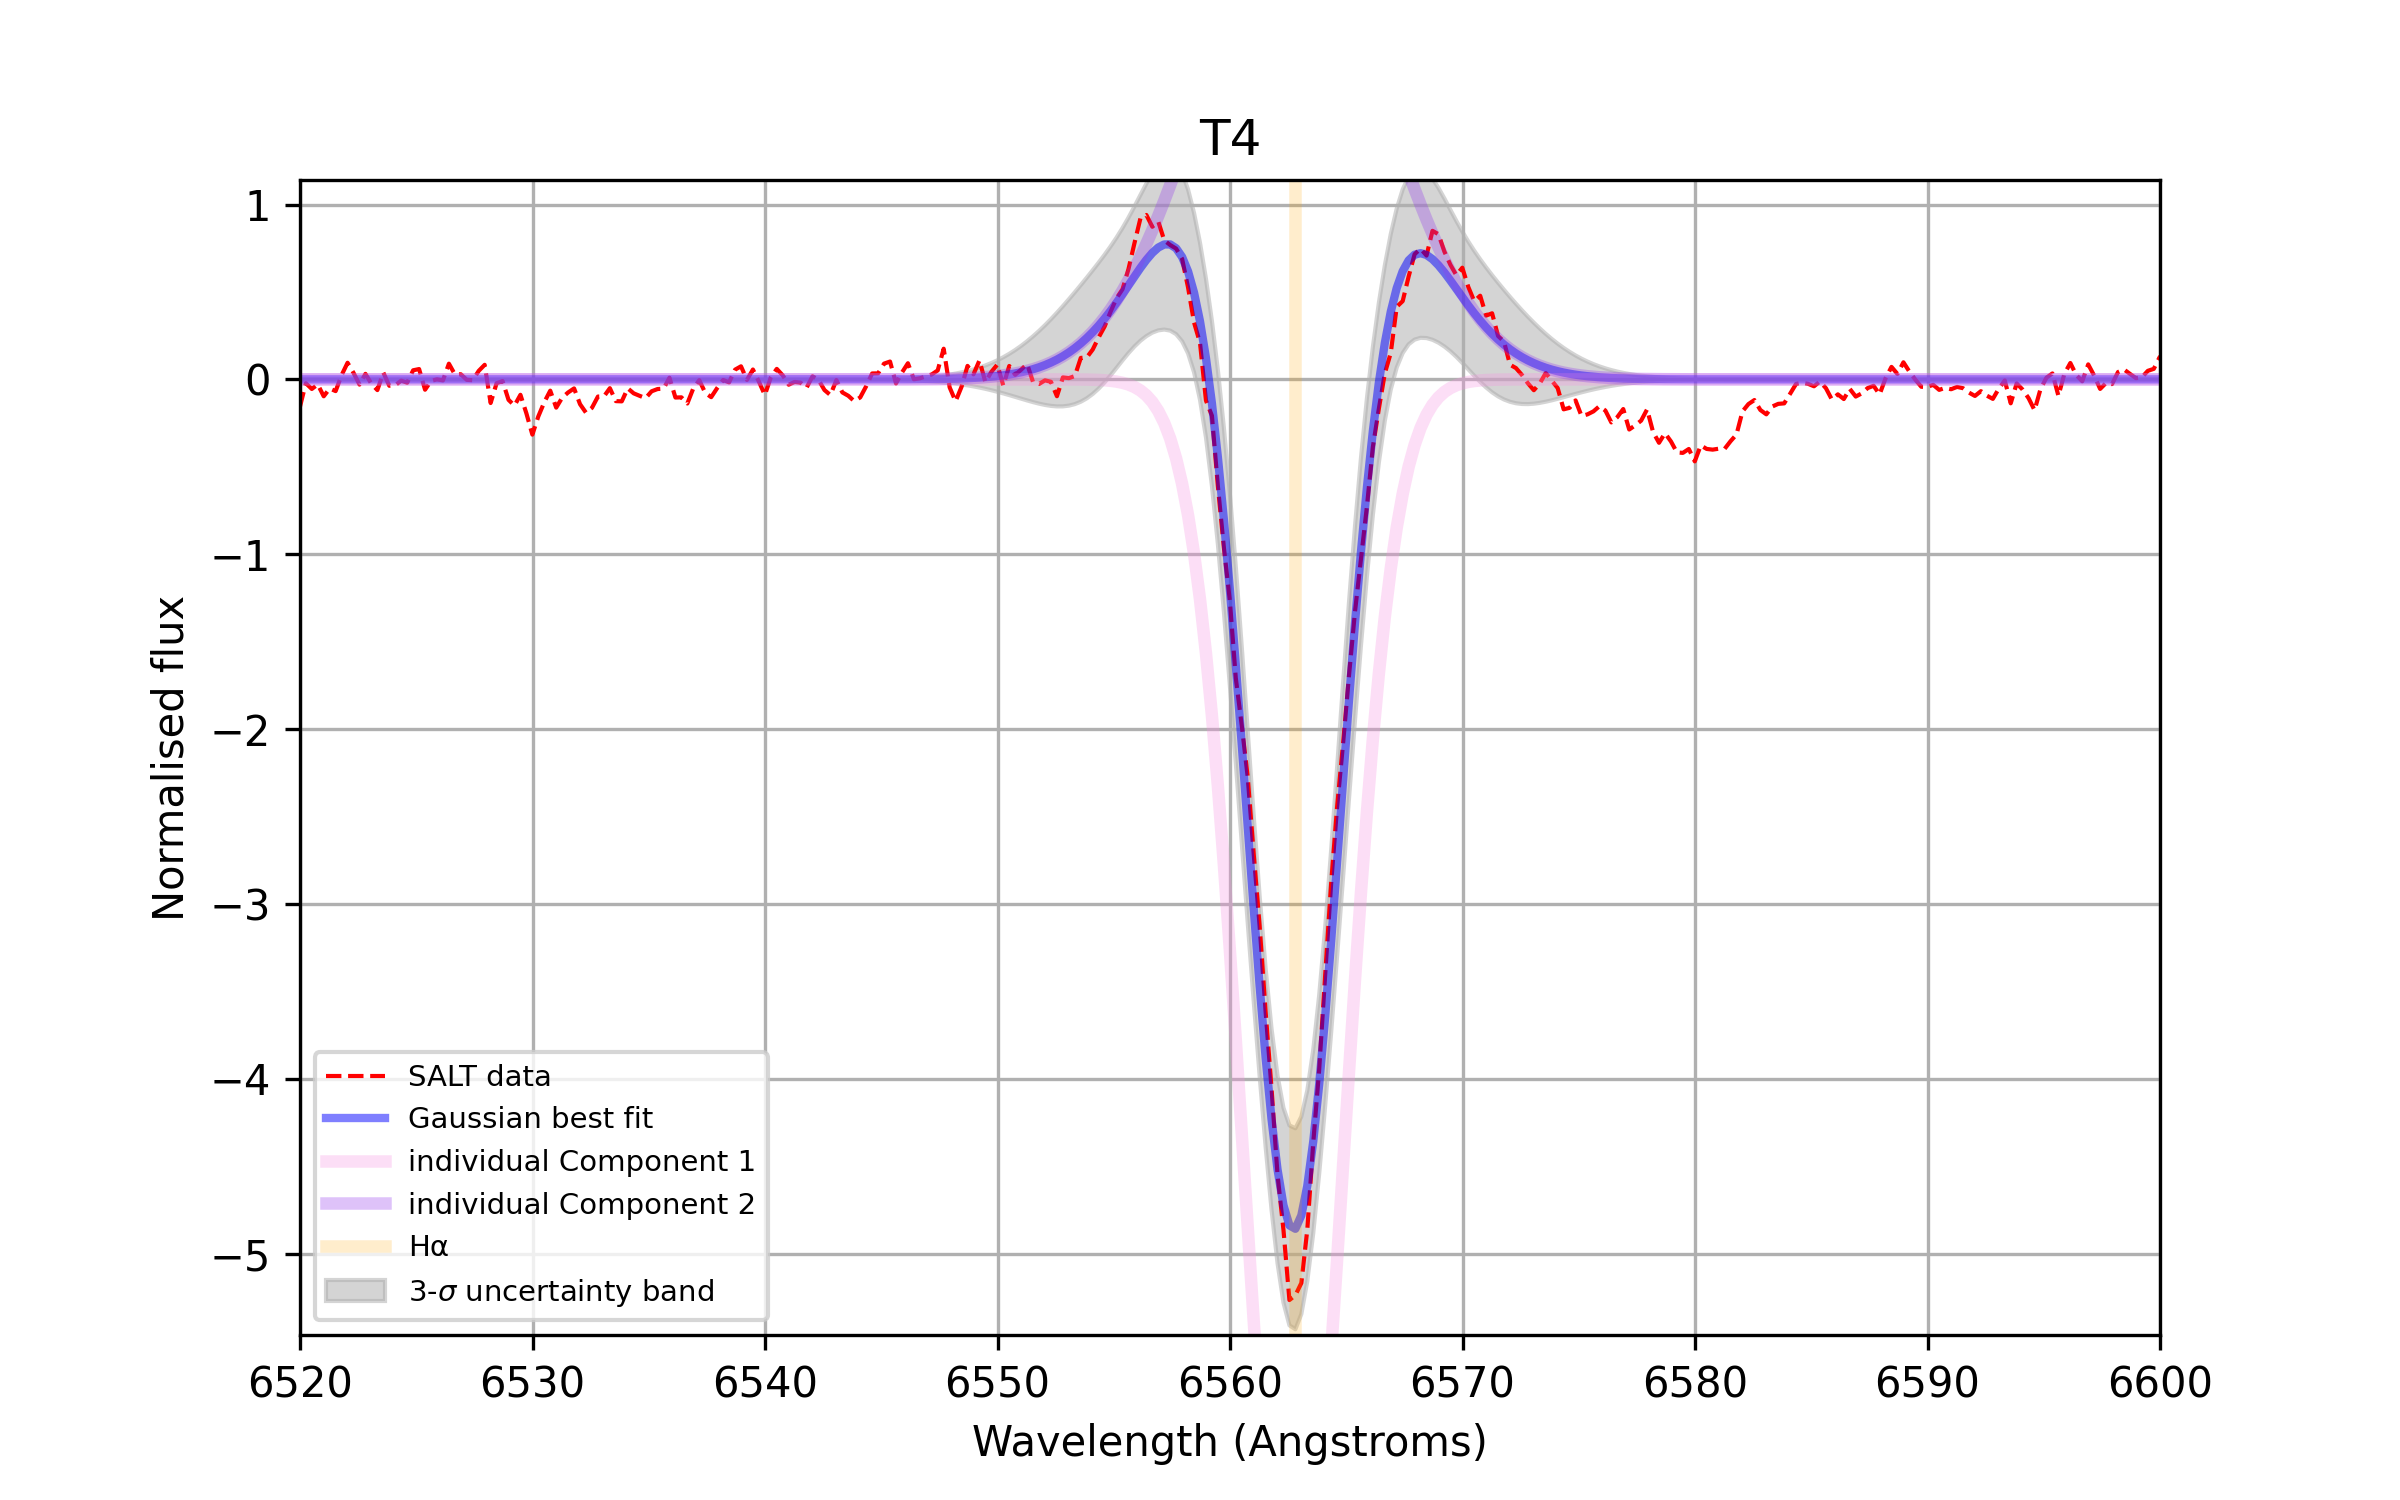 T4
1
0
−1
−2
−3
−4
−5
Normalised flux
SALT data
Gaussian best fit
individual Component 1
individual Component 2
Hα
3-σ uncertainty band
6520 6530 6540 6550 6560 6570 6580 6590 6600
Wavelength (Angstroms)